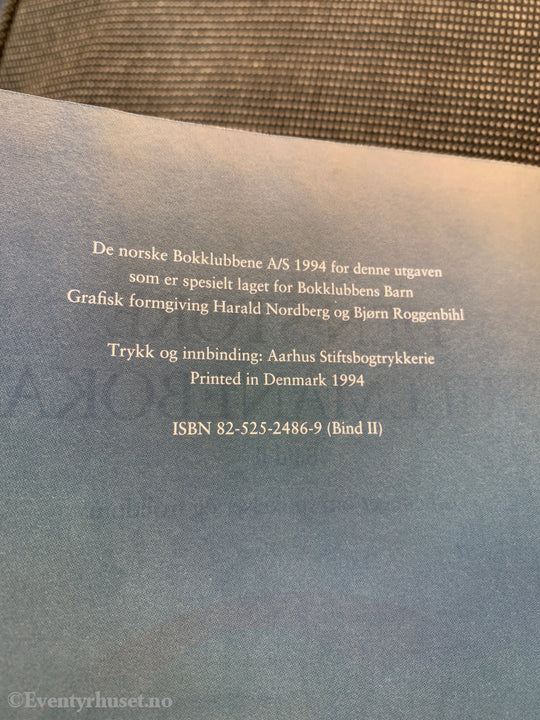 De norske Bokklubbene A/S 1994 for denne utgaven
som er spesielt laget for Bokklubbens Barn
Grafisk formgiving Harald Nordberg og Bjørn Roggenbihl
Trykk og innbinding: Aarhus Stiftsbogtrykkerie
Printed in Denmark 1994
ISBN 82-525-2486-9 (Bind II)
©Eventyrhuset.no